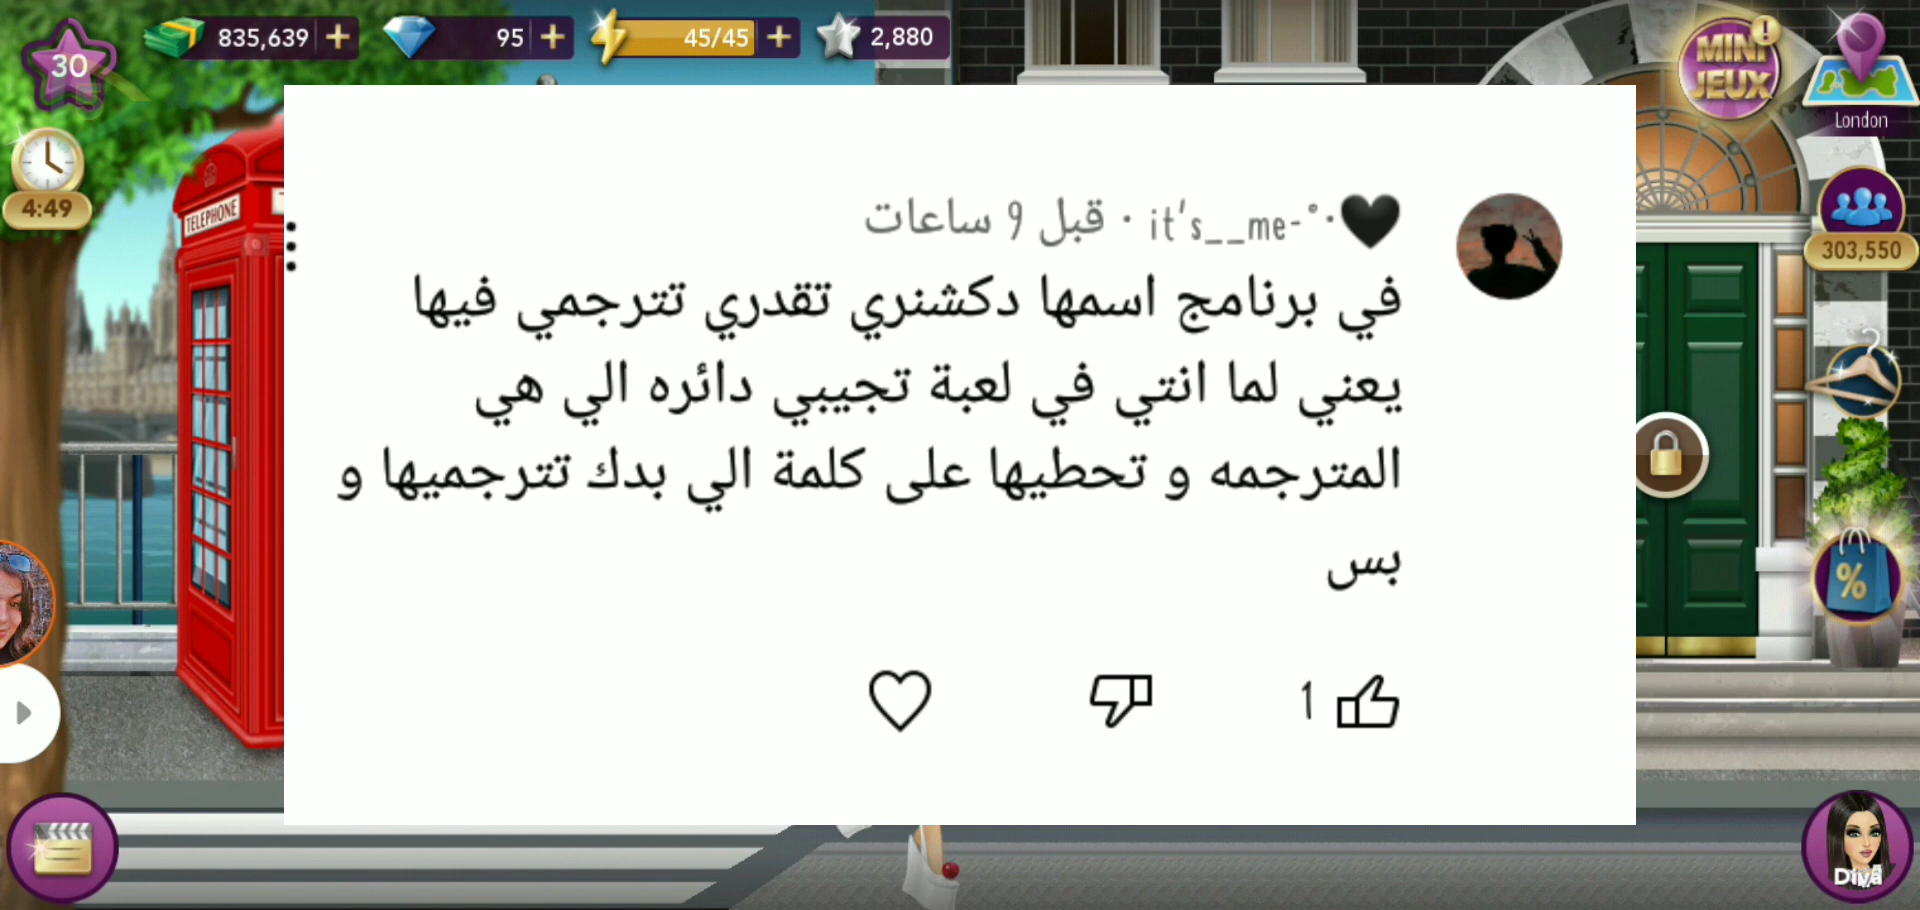 30
835,639
95
45/45
2,880
MINI
JEUX
!
London
4:49
TELEPHONE
303,550
%
Diva
🖤·°-it's__me · قبل 9 ساعات
في برنامج اسمها دكشنري تقدري تترجمي فيها
يعني لما انتي في لعبة تجيبي دائره الي هي
المترجمه و تحطيها على كلمة الي بدك تترجميها و
بس
1